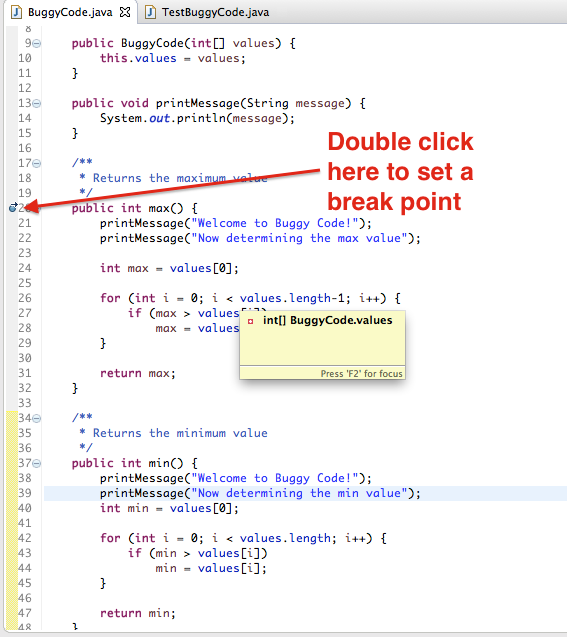 BuggyCode.java TestBuggyCode.java
8
9 public BuggyCode(int[] values) {
10 this.values = values;
11 }
12
13 public void printMessage(String message) {
14 System.out.println(message);
15 }
16
17 /**
18 * Returns the maximum value
19 */
20 public int max() {
21 printMessage("Welcome to Buggy Code!");
22 printMessage("Now determining the max value");
23
24 int max = values[0];
25
26 for (int i = 0; i < values.length-1; i++) {
27 if (max > values[i])
28 max = values
29 }
30
31 return max;
32 }
33
34 /**
35 * Returns the minimum value
36 */
37 public int min() {
38 printMessage("Welcome to Buggy Code!");
39 printMessage("Now determining the min value");
40 int min = values[0];
41
42 for (int i = 0; i < values.length; i++) {
43 if (min > values[i])
44 min = values[i];
45 }
46
47 return min;
48 }
Double click
here to set a
break point
int[] BuggyCode.values
Press 'F2' for focus